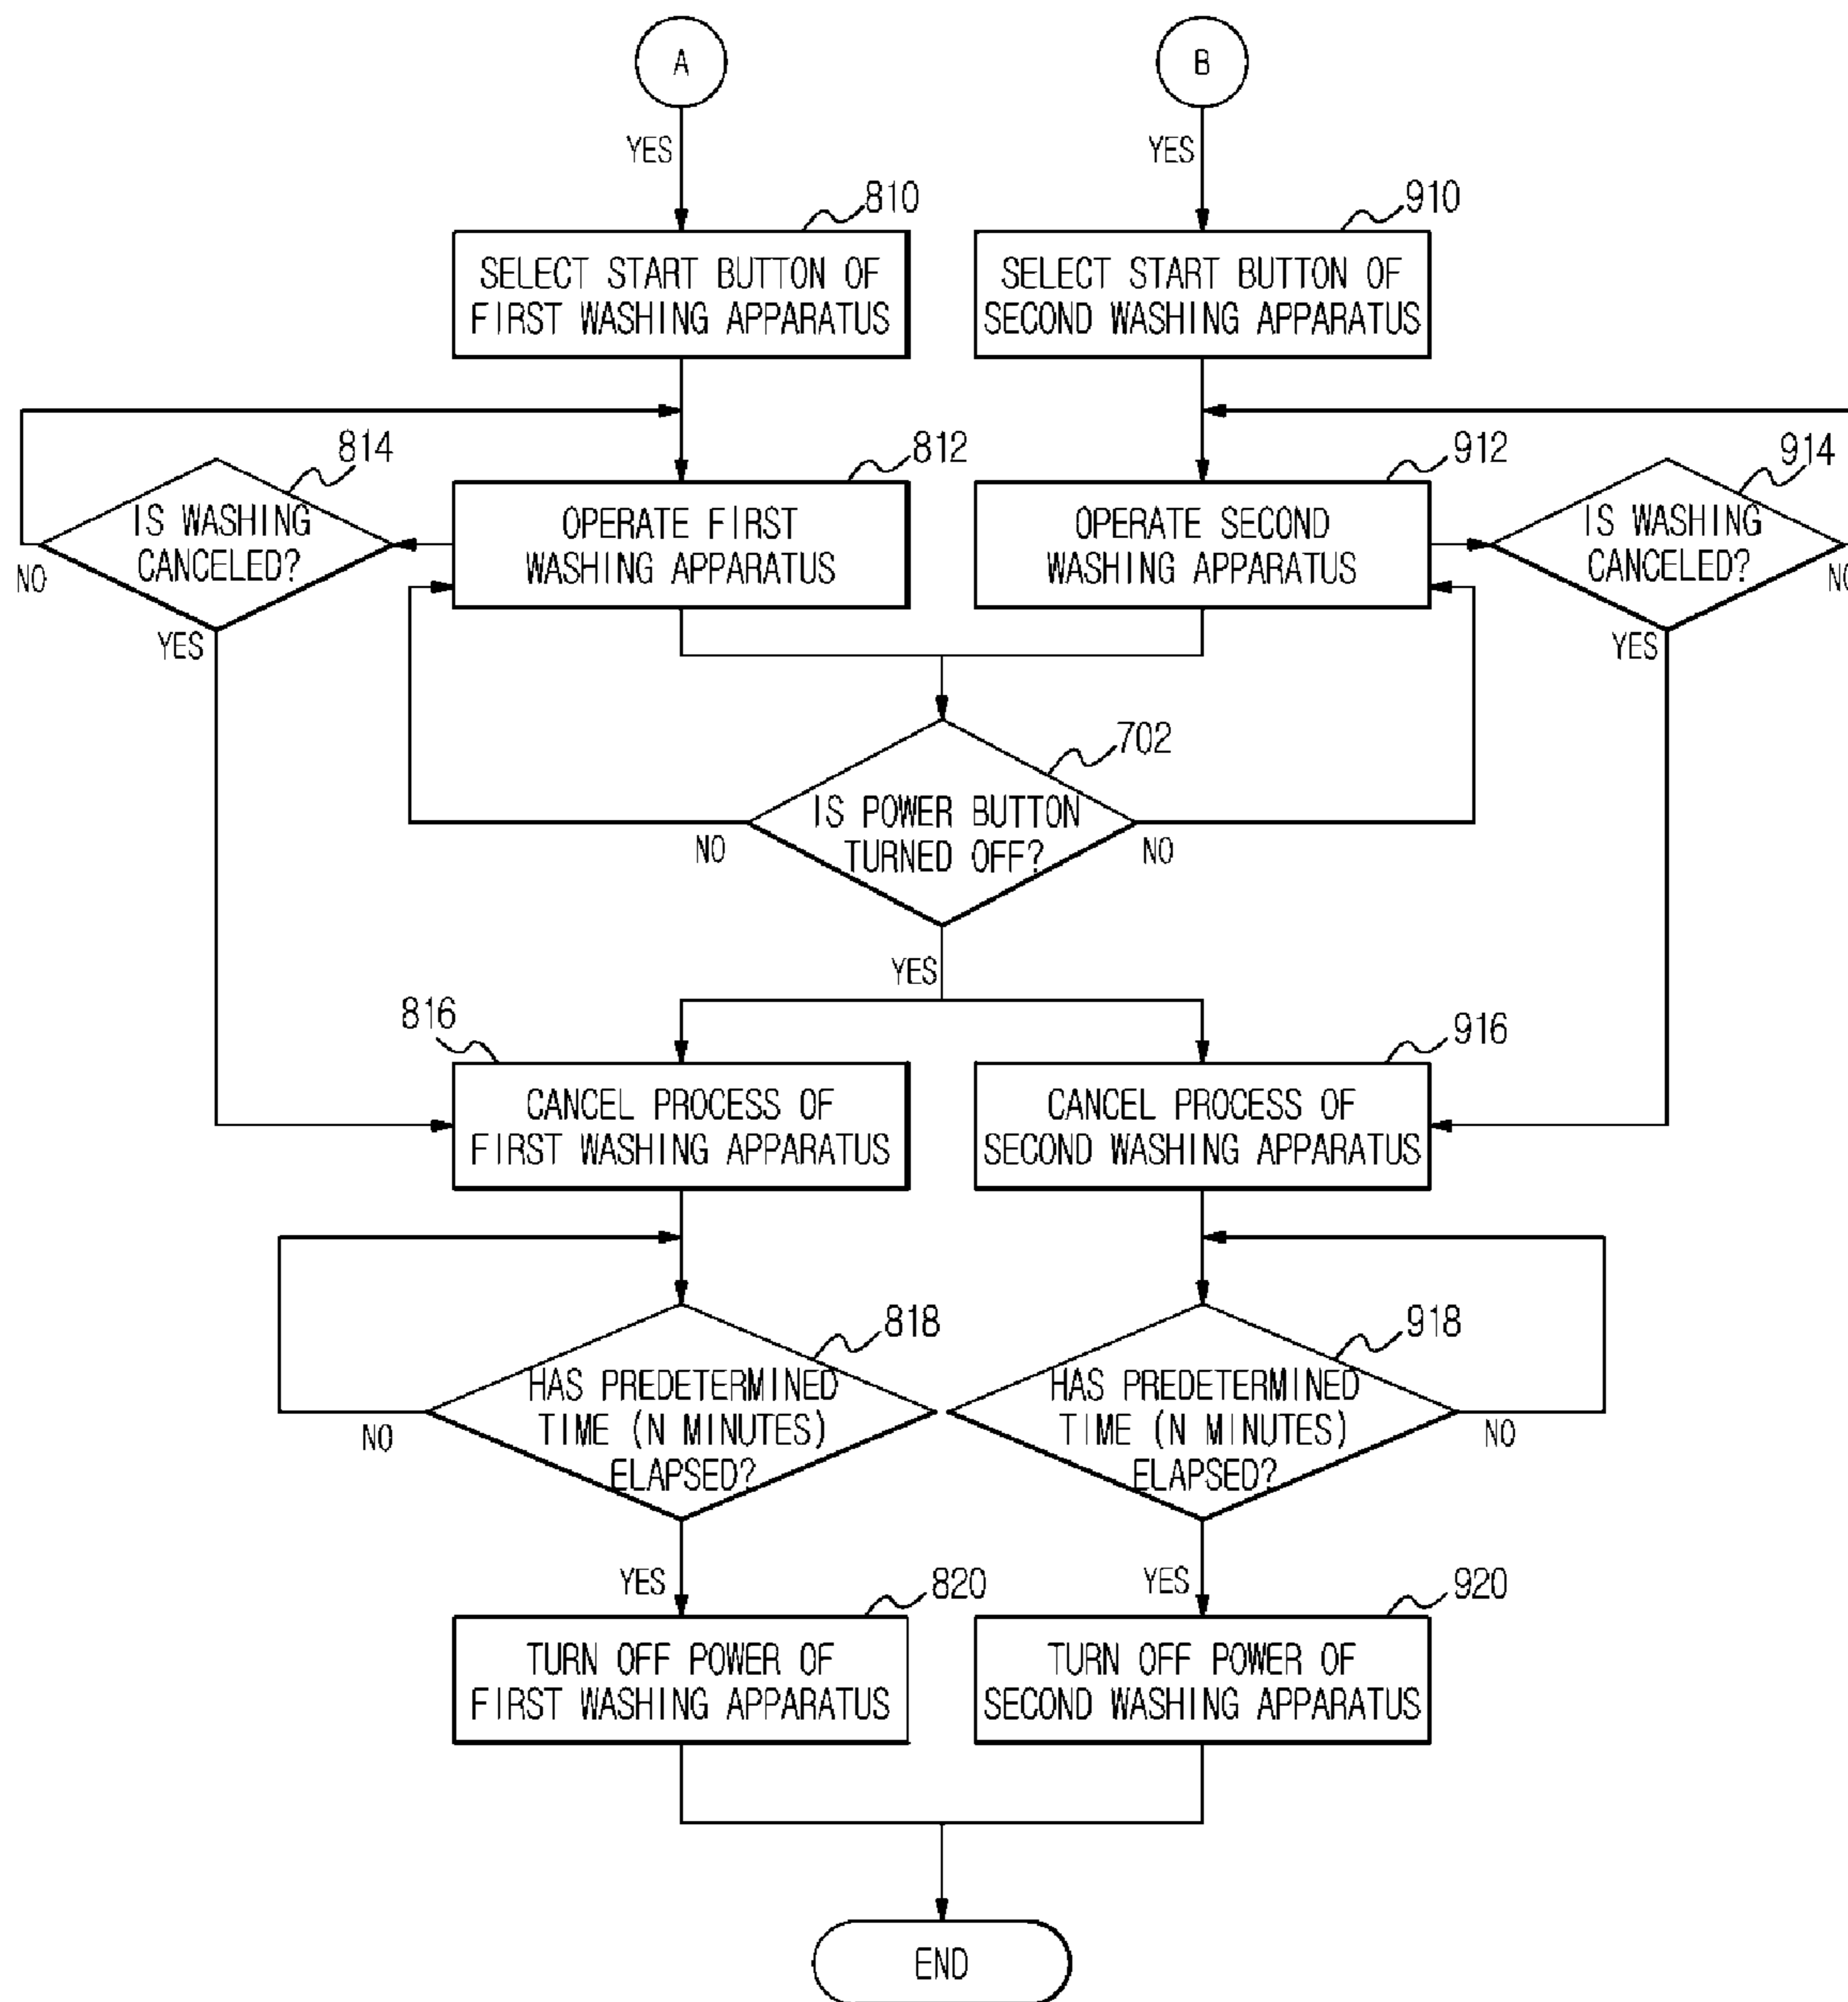 A
B
YES
YES
810
910
SELECT START BUTTON OF
FIRST WASHING APPARATUS
SELECT START BUTTON OF
SECOND WASHING APPARATUS
814
812
912
914
IS WASHING
CANCELED?
OPERATE FIRST
WASHING APPARATUS
OPERATE SECOND
WASHING APPARATUS
IS WASHING
CANCELED?
NO
NO
YES
YES
702
IS POWER BUTTON
TURNED OFF?
NO
NO
YES
816
916
CANCEL PROCESS OF
FIRST WASHING APPARATUS
CANCEL PROCESS OF
SECOND WASHING APPARATUS
818
918
HAS PREDETERMINED
TIME (N MINUTES)
ELAPSED?
HAS PREDETERMINED
TIME (N MINUTES)
ELAPSED?
NO
NO
YES
YES
820
920
TURN OFF POWER OF
FIRST WASHING APPARATUS
TURN OFF POWER OF
SECOND WASHING APPARATUS
END